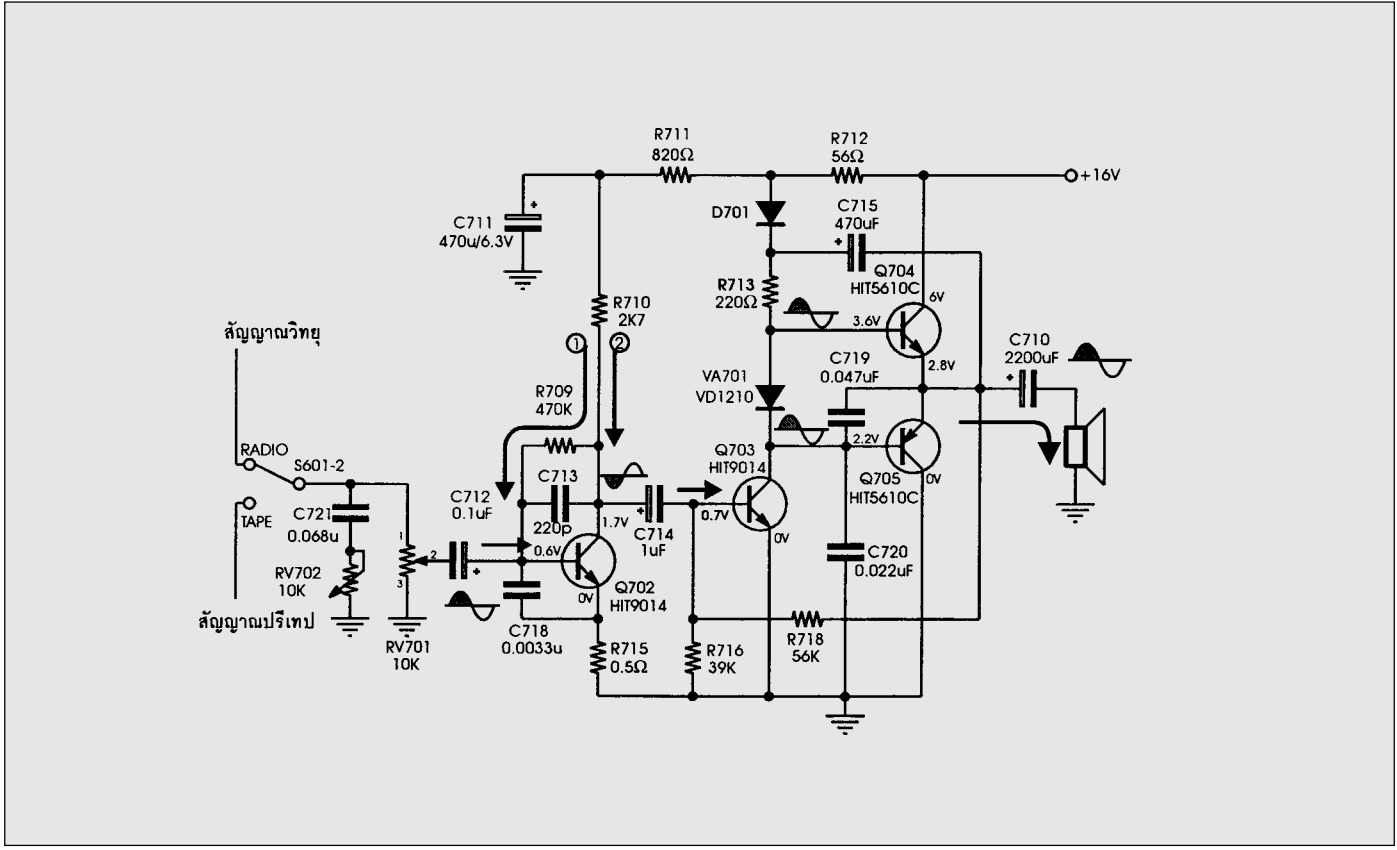 R711
820Ω
R712
56Ω
+16V
D701
C715
470uF
+
C711
470u/6.3V
+
R713
220Ω
Q704
HIT5610C
6V
3.6V
2.8V
R710
2K7
สัญญาณวิทยุ
1
2
C719
0.047uF
C710
2200uF
+
VA701
VD1210
R709
470K
RADIO
S601-2
TAPE
Q703
HIT9014
2.2V
Q705
HIT5610C
0V
C713
220p
C712
0.1uF
+
C721
0.068u
1.7V
+
C714
1uF
0.7V
0V
0.6V
1
2
3
C720
0.022uF
RV702
10K
Q702
HIT9014
0V
สัญญาณปรีเทป
RV701
10K
C718
0.0033u
R715
0.5Ω
R716
39K
R718
56K